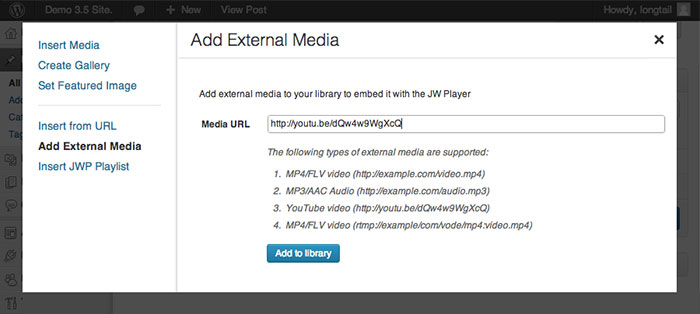 Demo 3.5 Site.
+ New
View Post
Howdy, longtail
Insert Media
Create Gallery
Set Featured Image
Insert from URL
Add External Media
Insert JWP Playlist
Add External Media
×
Add external media to your library to embed it with the JW Player
Media URL
http://youtu.be/dQw4w9WgXcQ
The following types of external media are supported:
1. MP4/FLV video (http://example.com/video.mp4)
2. MP3/AAC Audio (http://example.com/audio.mp3)
3. YouTube video (http://youtu.be/dQw4w9WgXcQ)
4. MP4/FLV video (rtmp://example/com/vode/mp4:video.mp4)
Add to library
All
Add
Cat
Tag